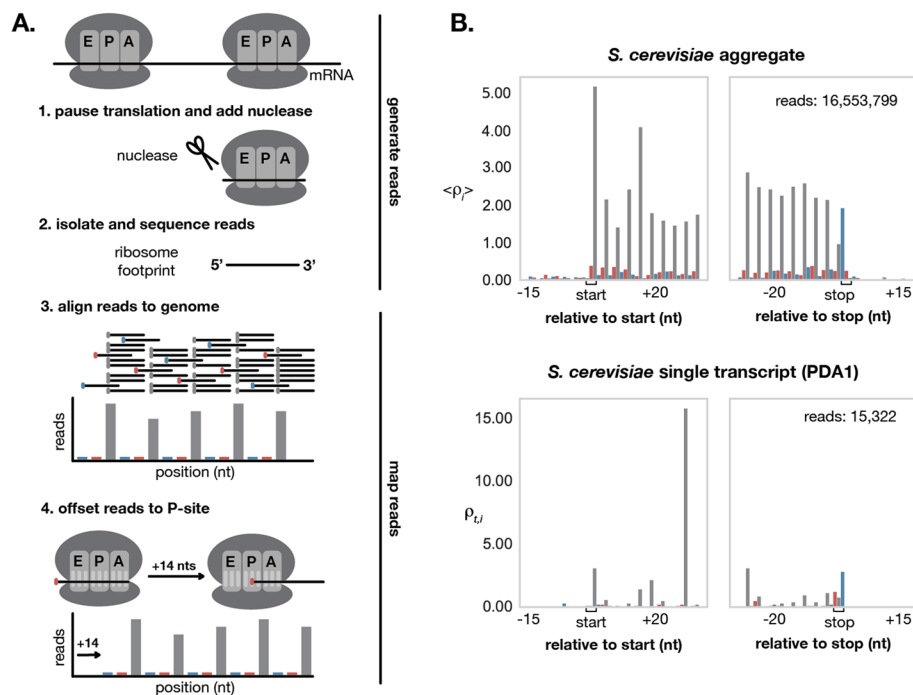 A.
E P A
E P A
mRNA
1. pause translation and add nuclease
nuclease
E P A
2. isolate and sequence reads
ribosome
footprint
5’
3’
generate reads
3. align reads to genome
reads
position (nt)
4. offset reads to P-site
E P A
+14 nts
E P A
reads
+14
position (nt)
map reads
B.
S. cerevisiae aggregate
reads: 16,553,799
<ρi>
5.00
4.00
3.00
2.00
1.00
0.00
-15
start
+20
relative to start (nt)
-20
stop
+15
relative to stop (nt)
S. cerevisiae single transcript (PDA1)
reads: 15,322
ρt,i
15.00
10.00
5.00
0.00
-15
start
+20
relative to start (nt)
-20
stop
+15
relative to stop (nt)